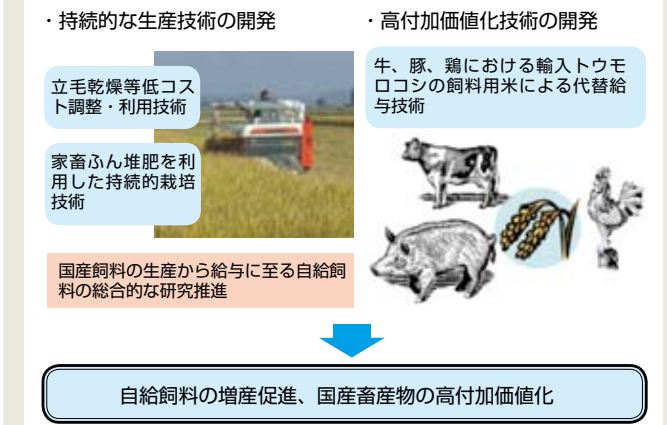 ・持続的な生産技術の開発
・高付加価値化技術の開発
立毛乾燥等低コス
ト調整・利用技術
家畜ふん堆肥を利
用した持続的栽培
技術
牛、豚、鶏における輸入トウモ
ロコシの飼料用米による代替給
与技術
国産飼料の生産から給与に至る自給飼
料の総合的な研究推進
自給飼料の増産促進、国産畜産物の高付加価値化